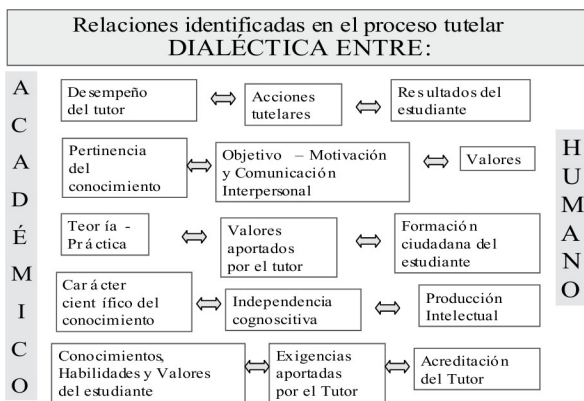 Relaciones identificadas en el proceso tutelar
DIALÉCTICA ENTRE:
ACADÉMICO
Desempeño
del tutor
Acciones
tutelares
Resultados del
estudiante
Pertinencia
del
conocimiento
Objetivo – Motivación
y Comunicación
Interpersonal
Valores
Teoría -
Práctica
Valores
aportados
por el tutor
Formación
ciudadana del
estudiante
Carácter
científico del
conocimiento
Independencia
cognoscitiva
Producción
Intelectual
Conocimientos,
Habilidades y Valores
del estudiante
Exigencias
aportadas
por el Tutor
Acreditación
del Tutor
HUMANO